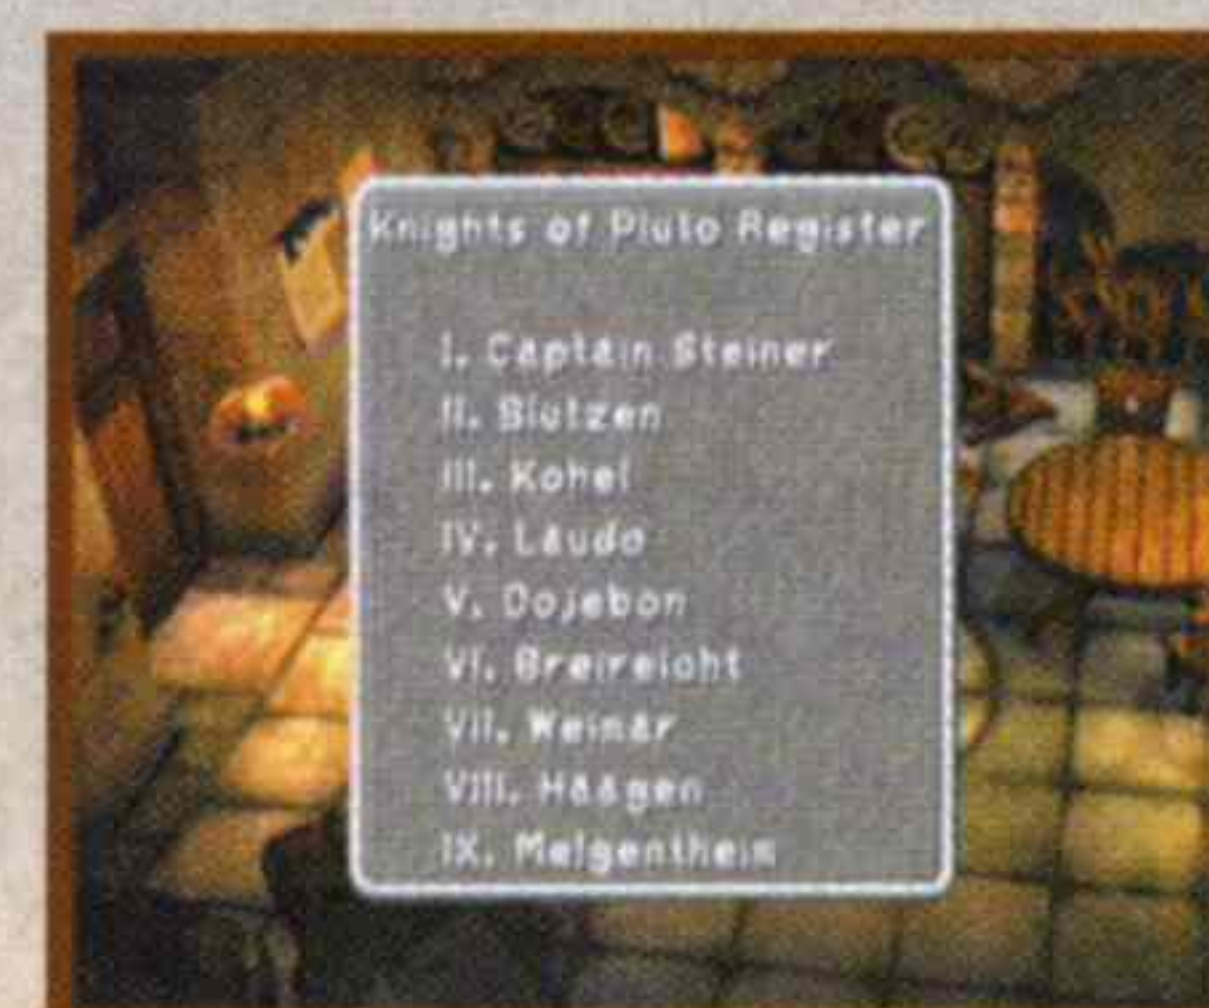 Knights of Pluto Register
I. Captain Steiner
II. Blutzen
III. Kohel
IV. Laudo
V. Dojebon
VI. Breireicht
VII. Weimar
VIII. Haagen
IX. Melgentheim